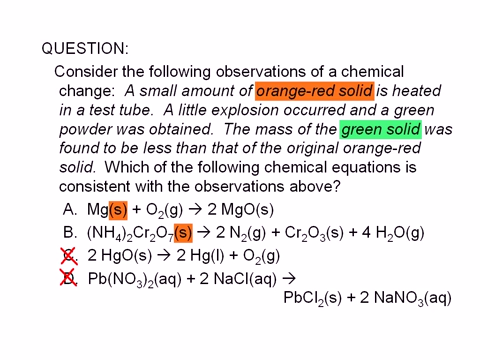 QUESTION:
Consider the following observations of a chemical
change: A small amount of orange-red solid is heated
in a test tube. A little explosion occurred and a green
powder was obtained. The mass of the green solid was
found to be less than that of the original orange-red
solid. Which of the following chemical equations is
consistent with the observations above?
A. Mg(s) + O₂(g) → 2 MgO(s)
B. (NH₄)₂Cr₂O₇(s) → 2 N₂(g) + Cr₂O₃(s) + 4 H₂O(g)
C. 2 HgO(s) → 2 Hg(l) + O₂(g)
D. Pb(NO₃)₂(aq) + 2 NaCl(aq) →
PbCl₂(s) + 2 NaNO₃(aq)